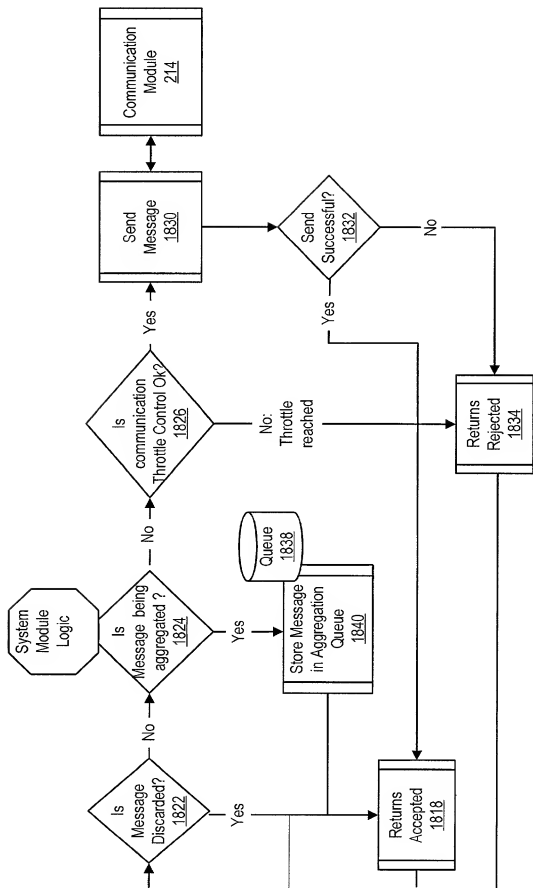 System
Module
Logic
Is
Message
Discarded?
1822
No
Yes
Is
Message being
aggregated ?
1824
No
Yes
Is
communication
Throttle Control Ok?
1826
Yes
No:
Throttle
reached
Send
Message
1830
Communication
Module
214
Send
Successful?
1832
Yes
No
Queue
1838
Store Message
in Aggregation
Queue
1840
Returns
Accepted
1818
Returns
Rejected
1834